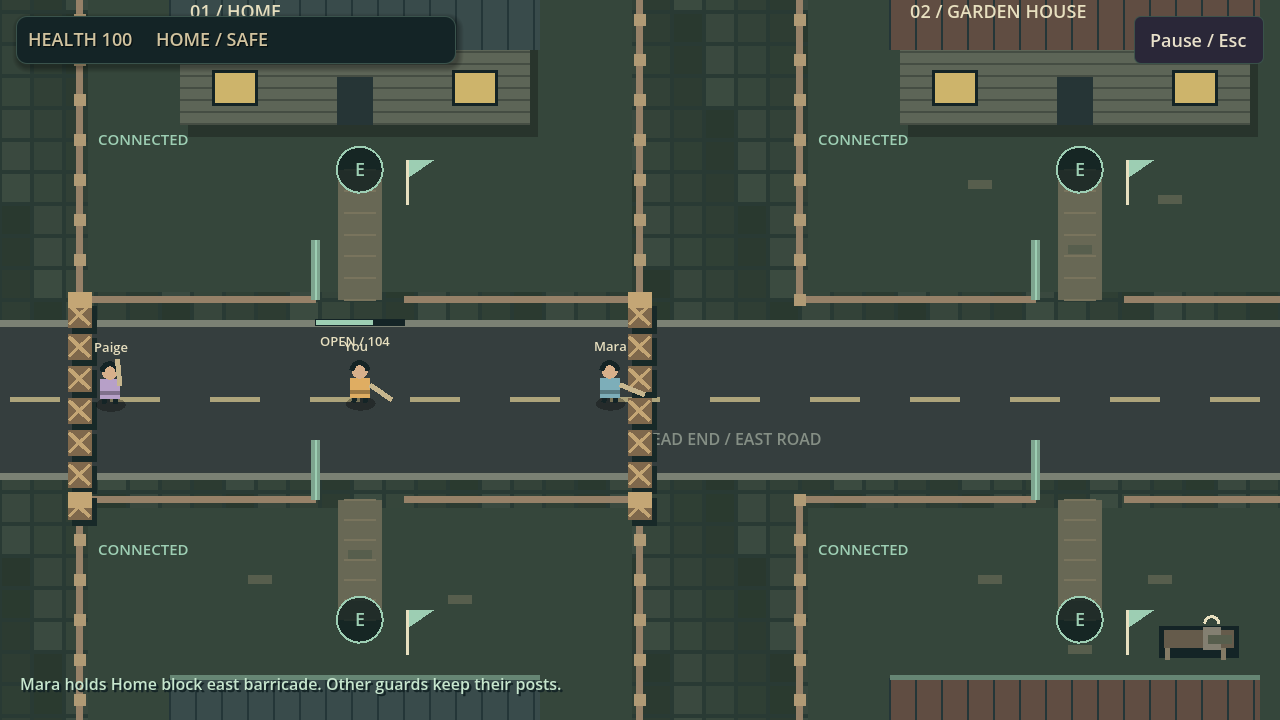 01 / HOME
02 / GARDEN HOUSE
HEALTH 100 HOME / SAFE
Pause / Esc
CONNECTED
CONNECTED
E
E
OPEN / 104
Paige
You
Mara
EAD END / EAST ROAD
CONNECTED
CONNECTED
E
E
Mara holds Home block east barricade. Other guards keep their posts.